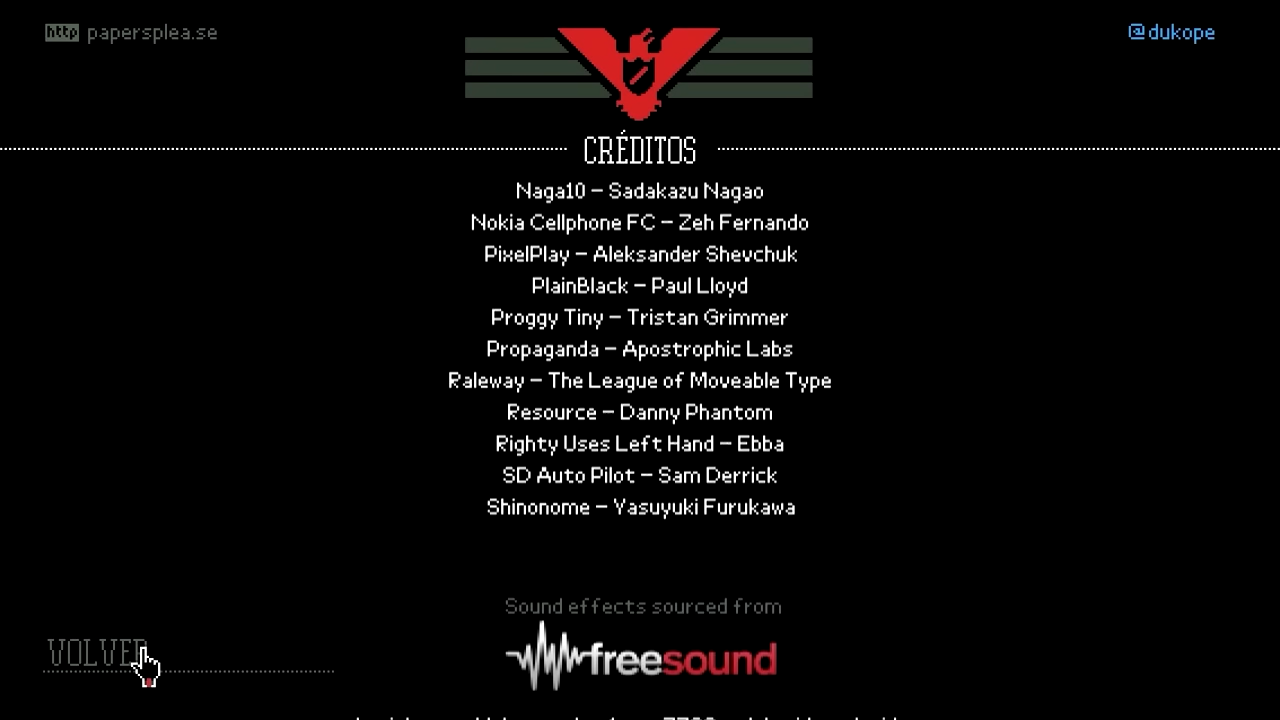 http papersplea.se
@dukope
CRÉDITOS
Naga10 – Sadakazu Nagao
Nokia Cellphone FC – Zeh Fernando
PixelPlay – Aleksander Shevchuk
PlainBlack – Paul Lloyd
Proggy Tiny – Tristan Grimmer
Propaganda – Apostrophic Labs
Raleway – The League of Moveable Type
Resource – Danny Phantom
Righty Uses Left Hand – Ebba
SD Auto Pilot – Sam Derrick
Shinonome – Yasuyuki Furukawa
Sound effects sourced from
freesound
VOLVER